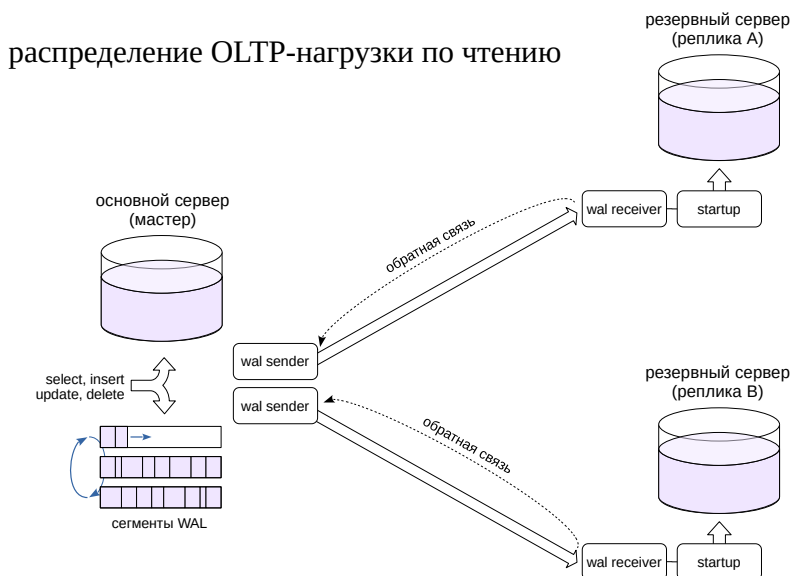 распределение OLTP-нагрузки по чтению
резервный сервер
(реплика A)
wal receiver
startup
основной сервер
(мастер)
обратная связь
wal sender
select, insert
update, delete
wal sender
резервный сервер
(реплика B)
обратная связь
сегменты WAL
wal receiver
startup